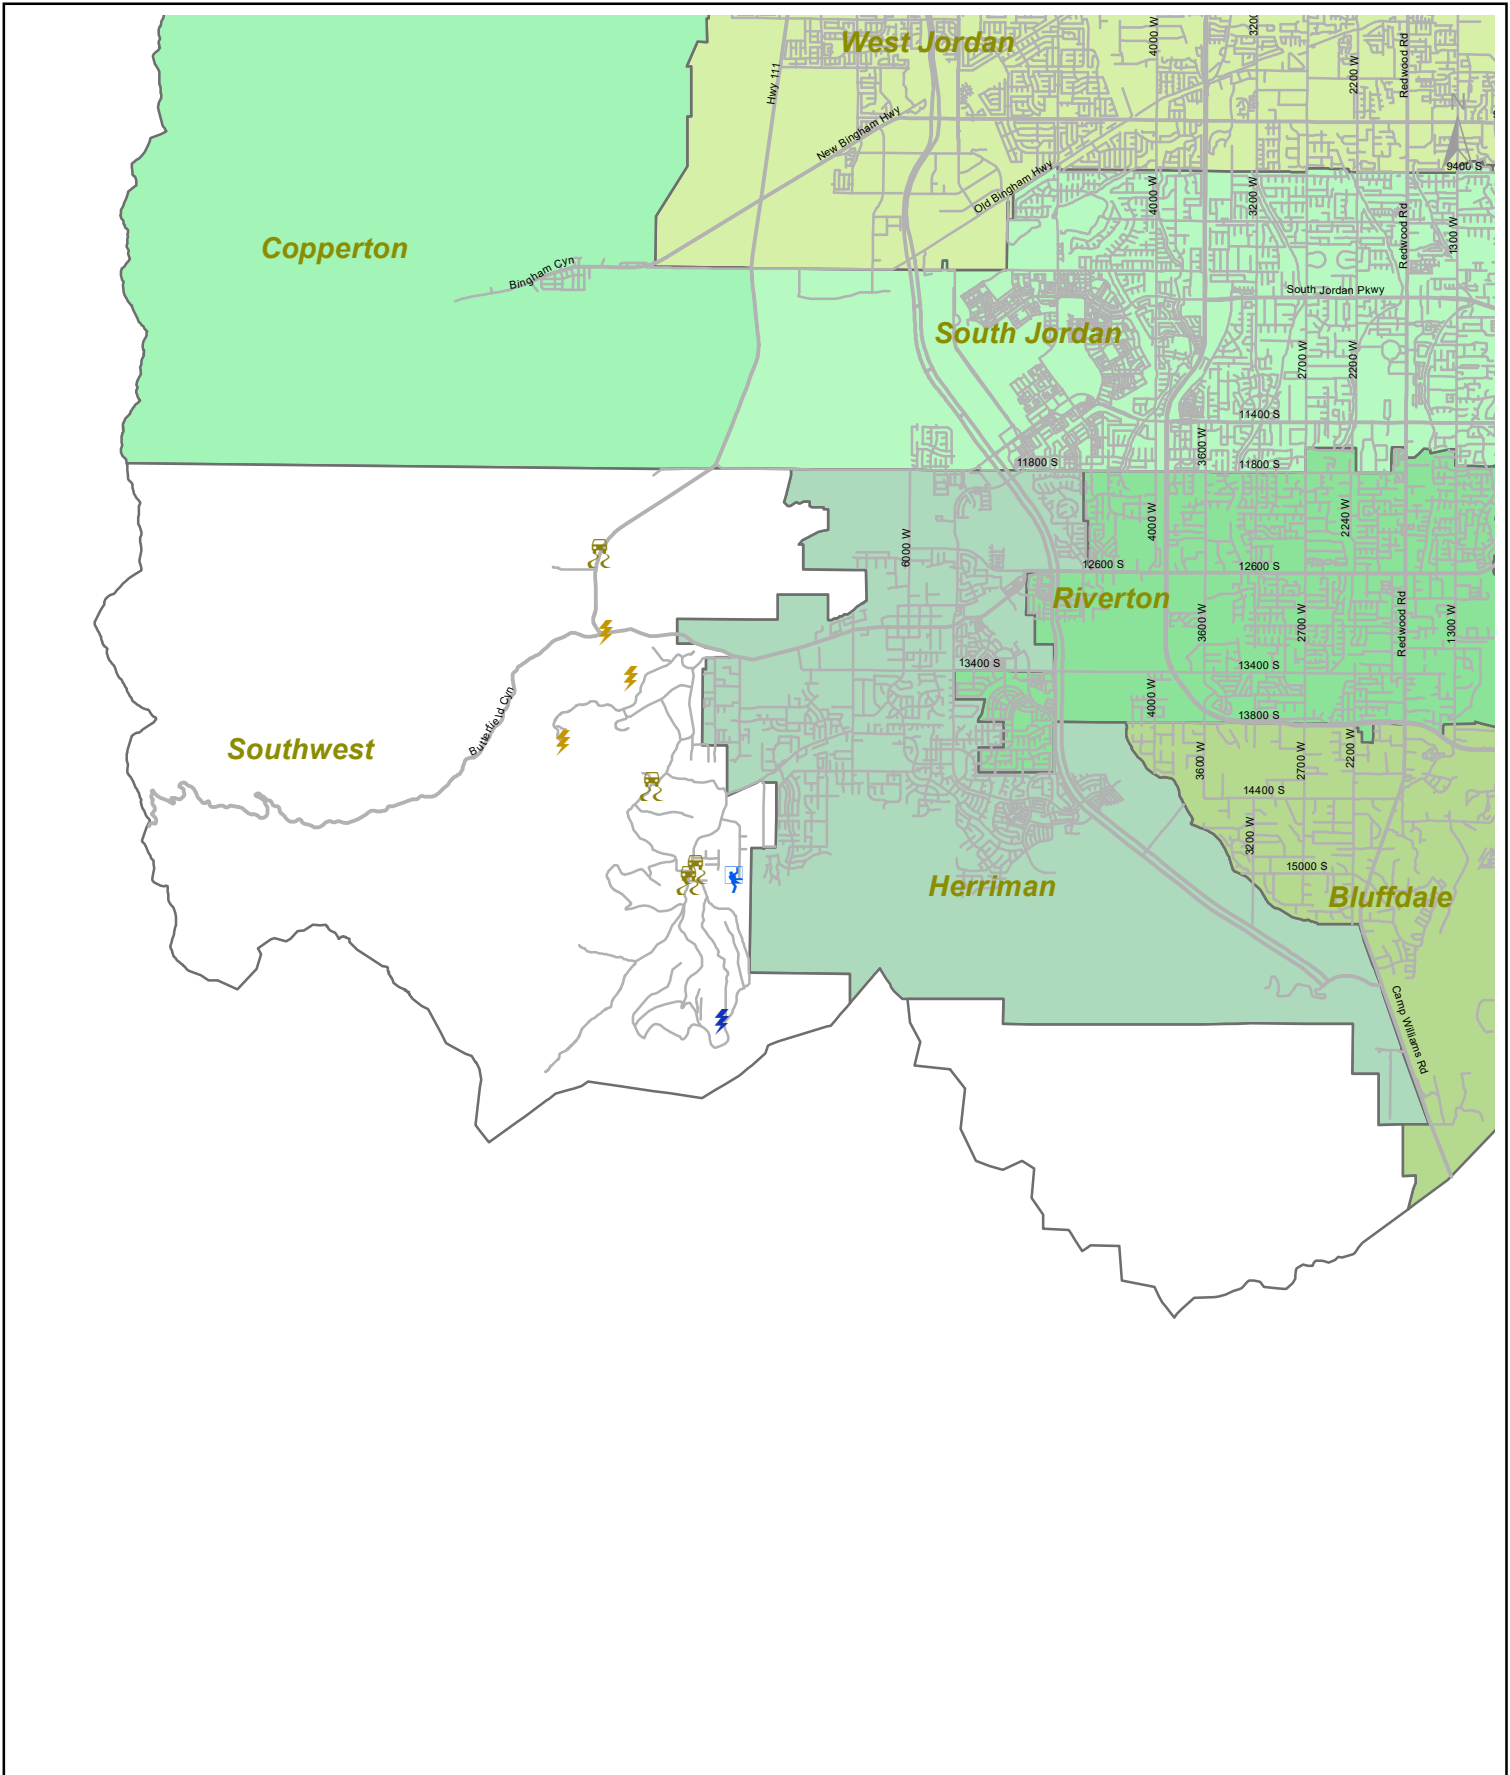 West Jordan
4000 W
3200
2200 W
Redwood Rd
Hwy 111
New Bingham Hwy
N
9400 S
Old Bingham Hwy
4000 W
3200 W
Redwood Rd
1300 W
Copperton
Bingham Cyn
South Jordan Pkwy
South Jordan
2700 W
2200 W
11400 S
3600 W
11800 S
11800 S
6000 W
4000 W
2240 W
12600 S
12600 S
Riverton
3600 W
2700 W
Redwood Rd
1300 W
13400 S
13400 S
4000 W
13800 S
Butterfield Cyn
Southwest
3600 W
2700 W
2200 W
14400 S
3200 W
15000 S
Herriman
Bluffdale
Camp Williams Rd